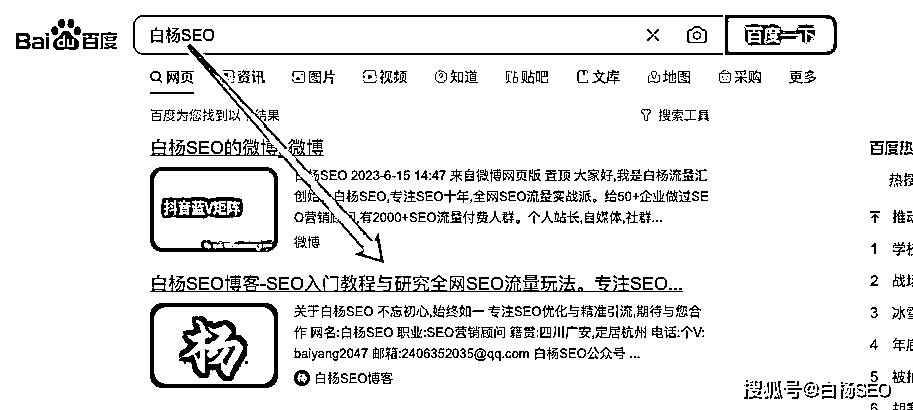 Bai du 百度 白杨SEO 百度一下
网页 资讯 图片 视频 知道 贴吧 文库 地图 采购 更多
百度为您找到以 结果 搜索工具
白杨SEO的微博 微博
抖音蓝V矩阵
白杨SEO 2023-6-15 14:47 来自微博网页版 置顶 大家好,我是白杨流量汇
创始 白杨SEO,专注SEO十年,全网SEO流量实战派。给50+企业做过SE
O营销顾问,有2000+SEO流量付费人群。个人站长,自媒体,社群...
微博
白杨SEO博客-SEO入门教程与研究全网SEO流量玩法。专注SEO...
杨
关于白杨SEO 不忘初心,始终如一 专注SEO优化与精准引流,期待与您合
作 网名:白杨SEO 职业:SEO营销顾问 籍贯:四川广安,定居杭州 电话:个V:
baiyang2047 邮箱:2406352035@qq.com 白杨SEO公众号 ...
白杨SEO博客
百度热
热搜
推动
1 学校
2 战
3 冰雪
4 年底
5 被
6
搜狐号@白杨SEO